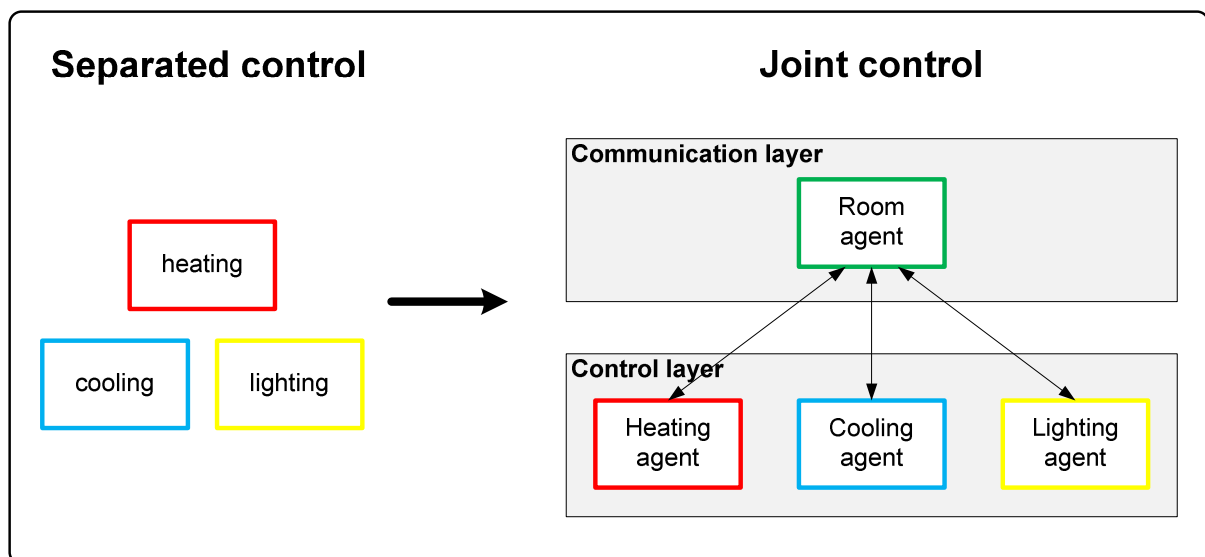 Separated control
heating
cooling
lighting
Joint control
Communication layer
Room
agent
Control layer
Heating
agent
Cooling
agent
Lighting
agent